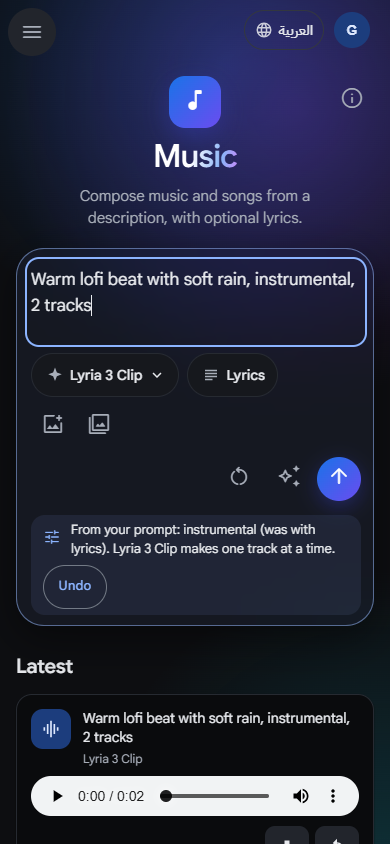 العربية
G
Music
Compose music and songs from a
description, with optional lyrics.
Warm lofi beat with soft rain, instrumental,
2 tracks
Lyria 3 Clip
Lyrics
From your prompt: instrumental (was with
lyrics). Lyria 3 Clip makes one track at a time.
Undo
Latest
Warm lofi beat with soft rain, instrumental,
2 tracks
Lyria 3 Clip
0:00 / 0:02